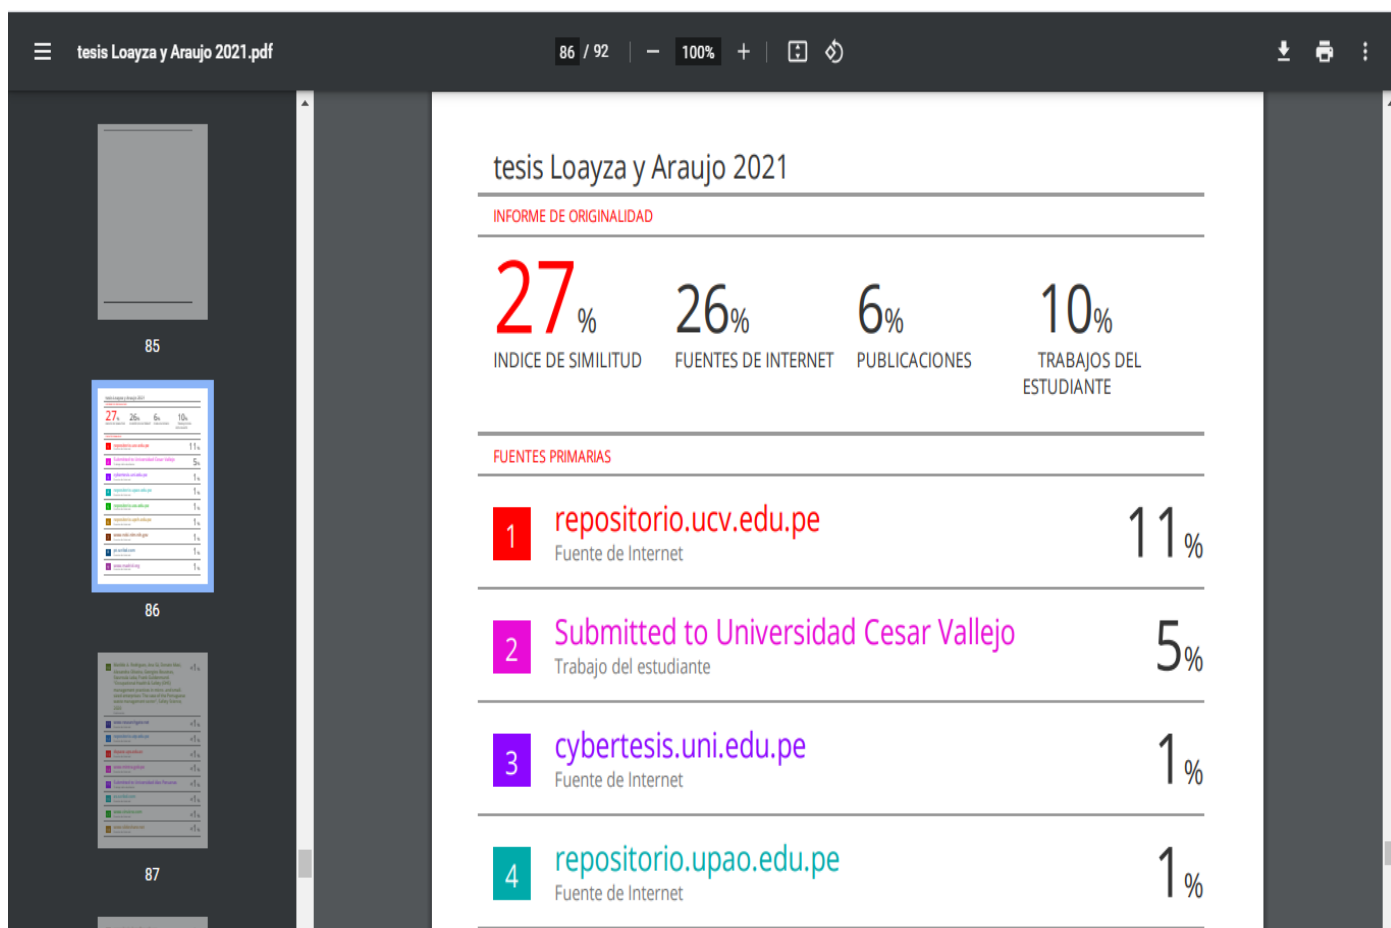 tesis Loayza y Araujo 2021.pdf
86 / 92
100%
85
86
87
tesis Loayza y Araujo 2021
INFORME DE ORIGINALIDAD
27% 26% 6% 10%
INDICE DE SIMILITUD FUENTES DE INTERNET PUBLICACIONES TRABAJOS DEL
ESTUDIANTE
FUENTES PRIMARIAS
1 repositorio.ucv.edu.pe 11%
Fuente de Internet
2 Submitted to Universidad Cesar Vallejo 5%
Trabajo del estudiante
3 cybertesis.uni.edu.pe 1%
Fuente de Internet
4 repositorio.upao.edu.pe 1%
Fuente de Internet